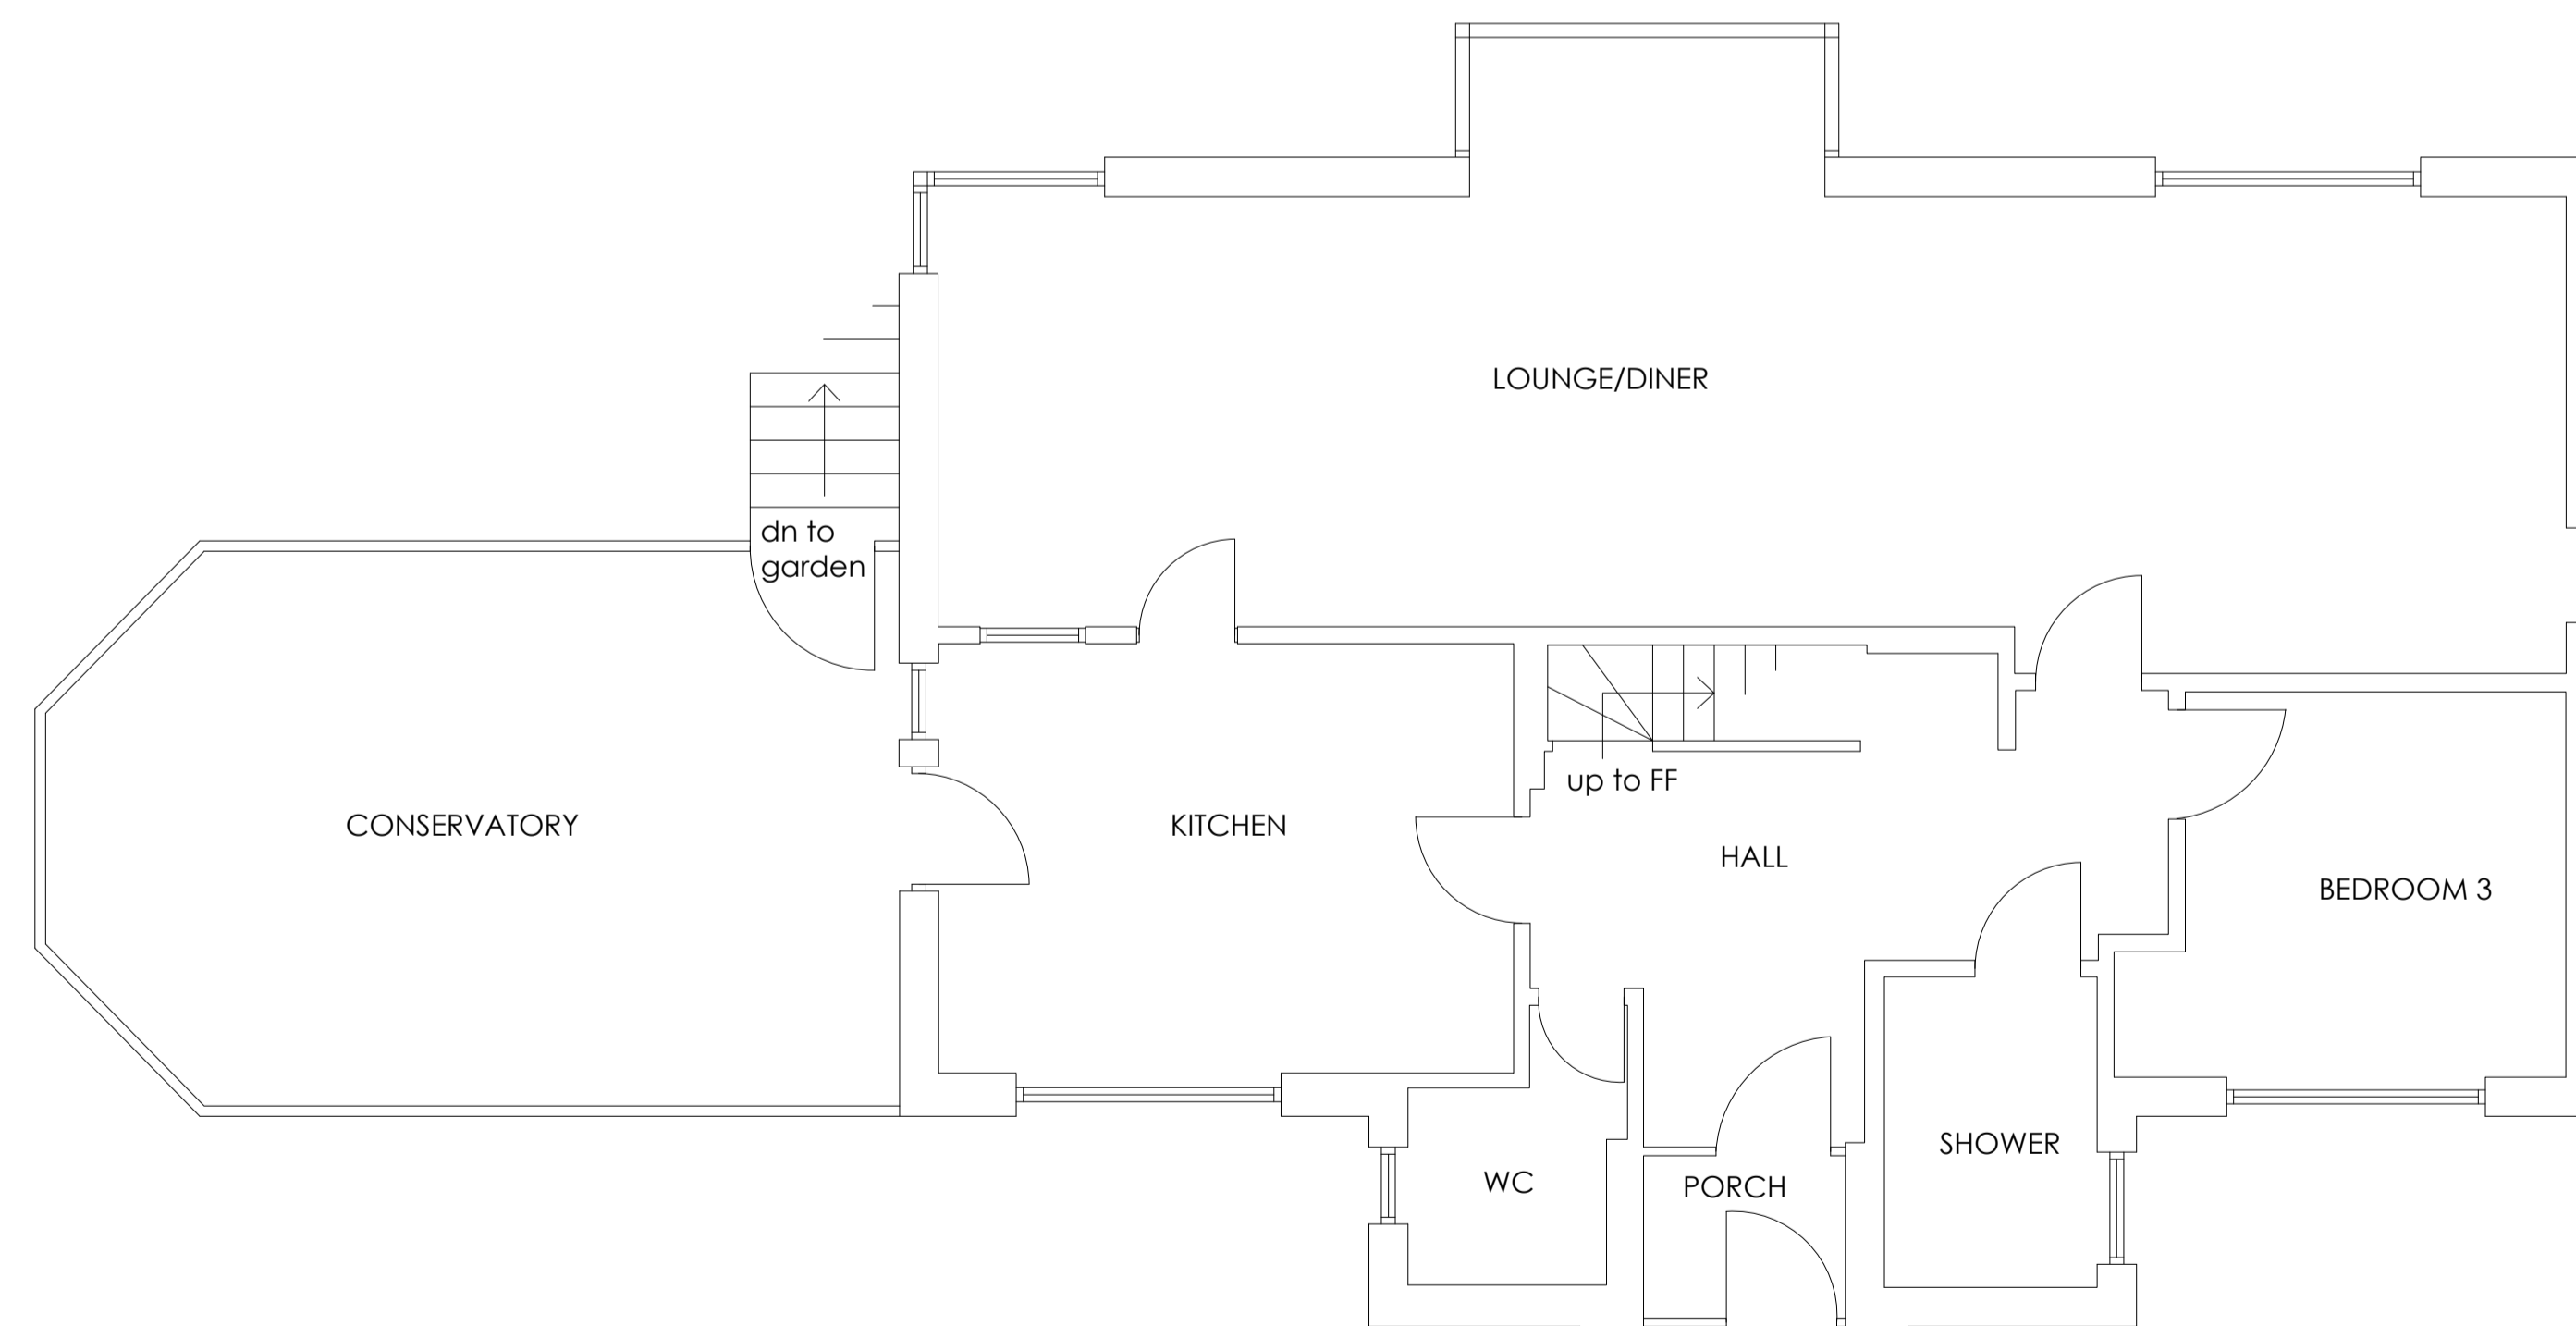 LOUNGE/DINER
dn to
garden
up to FF
CONSERVATORY
KITCHEN
HALL
BEDROOM 3
SHOWER
WC
PORCH